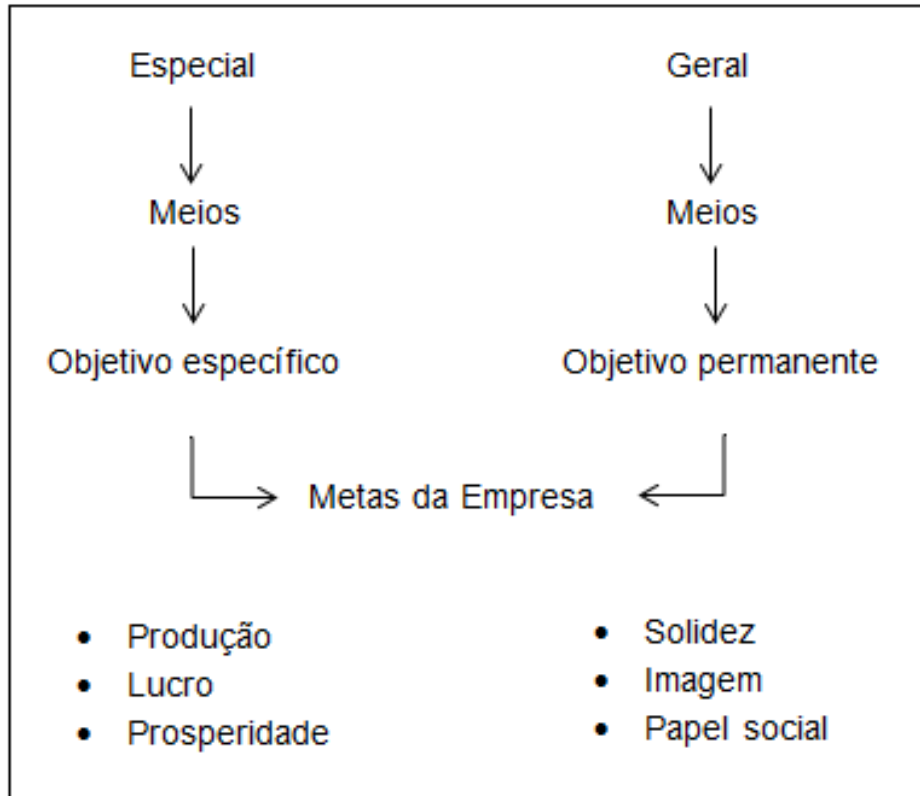 Especial Geral
Meios Meios
Objetivo específico Objetivo permanente
Metas da Empresa
• Produção • Solidez
• Lucro • Imagem
• Prosperidade • Papel social